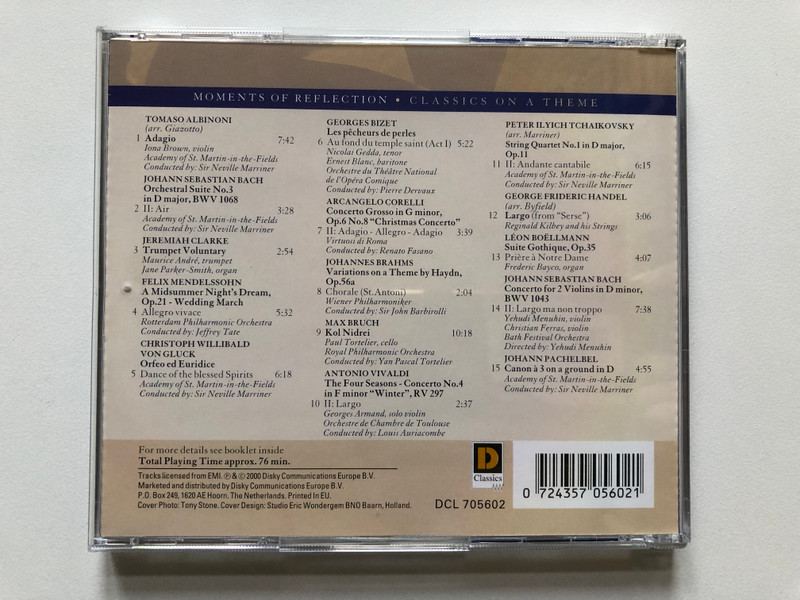 MOMENTS OF REFLECTION • CLASSICS ON A THEME
TOMASO ALBINONI
(arr. Giazotto)
1 Adagio 7:42
Iona Brown, violin
Academy of St. Martin-in-the-Fields
Conducted by: Sir Neville Marriner
JOHANN SEBASTIAN BACH
Orchestral Suite No.3
in D major, BWV 1068
2 II: Air 3:28
Academy of St. Martin-in-the-Fields
Conducted by: Sir Neville Marriner
JEREMIAH CLARKE
3 Trumpet Voluntary 2:54
Maurice André, trumpet
Jane Parker-Smith, organ
FELIX MENDELSSOHN
A Midsummer Night's Dream,
Op.21 - Wedding March
4 Allegro vivace 5:32
Rotterdam Philharmonic Orchestra
Conducted by: Jeffrey Tate
CHRISTOPH WILLIBALD
VON GLUCK
Orfeo ed Euridice
5 Dance of the blessed Spirits 6:18
Academy of St. Martin-in-the-Fields
Conducted by: Sir Neville Marriner
GEORGES BIZET
Les pêcheurs de perles
6 Au fond du temple saint (Act I) 5:22
Nicolai Gedda, tenor
Ernest Blanc, baritone
Orchestre du Théâtre National
de l'Opéra Comique
Conducted by: Pierre Dervaux
ARCANGELO CORELLI
Concerto Grosso in G minor,
Op.6 No.8 "Christmas Concerto"
7 II: Adagio - Allegro - Adagio 3:39
Virtuosi di Roma
Conducted by: Renato Fasano
JOHANNES BRAHMS
Variations on a Theme by Haydn,
Op.56a
8 Chorale (St.Antoni) 2:04
Wiener Philharmoniker
Conducted by: Sir John Barbirolli
MAX BRUCH
9 Kol Nidrei 10:18
Paul Tortelier, cello
Royal Philharmonic Orchestra
Conducted by: Yan Pascal Tortelier
ANTONIO VIVALDI
The Four Seasons - Concerto No.4
in F minor "Winter", RV 297
10 II: Largo 2:37
Georges Armand, solo violin
Orchestre de Chambre de Toulouse
Conducted by: Louis Auriacombe
PETER ILYICH TCHAIKOVSKY
(arr. Marriner)
String Quartet No.1 in D major,
Op.11
11 II: Andante cantabile 6:15
Academy of St. Martin-in-the-Fields
Conducted by: Sir Neville Marriner
GEORGE FRIDERIC HANDEL
(arr. Byfield)
12 Largo (from "Serse") 3:06
Reginald Kilbey and his Strings
LÉON BOËLLMANN
Suite Gothique, Op.35
13 Prière à Notre Dame 4:07
Frederic Bayco, organ
JOHANN SEBASTIAN BACH
Concerto for 2 Violins in D minor,
BWV 1043
14 II: Largo ma non troppo 7:38
Yehudi Menuhin, violin
Christian Ferras, violin
Bath Festival Orchestra
Directed by: Yehudi Menuhin
JOHANN PACHELBEL
15 Canon à 3 on a ground in D 4:55
Academy of St. Martin-in-the-Fields
Conducted by: Sir Neville Marriner
For more details see booklet inside
Total Playing Time approx. 76 min.
Tracks licensed from EMI. ℗ & © 2000 Disky Communications Europe B.V.
Marketed and distributed by Disky Communications Europe B.V.
P.O. Box 249, 1620 AE Hoorn. The Netherlands. Printed In EU.
Cover Photo: Tony Stone. Cover Design: Studio Eric Wondergem BNO Baarn, Holland.
D
Classics
DCL 705602
0 724357 056021